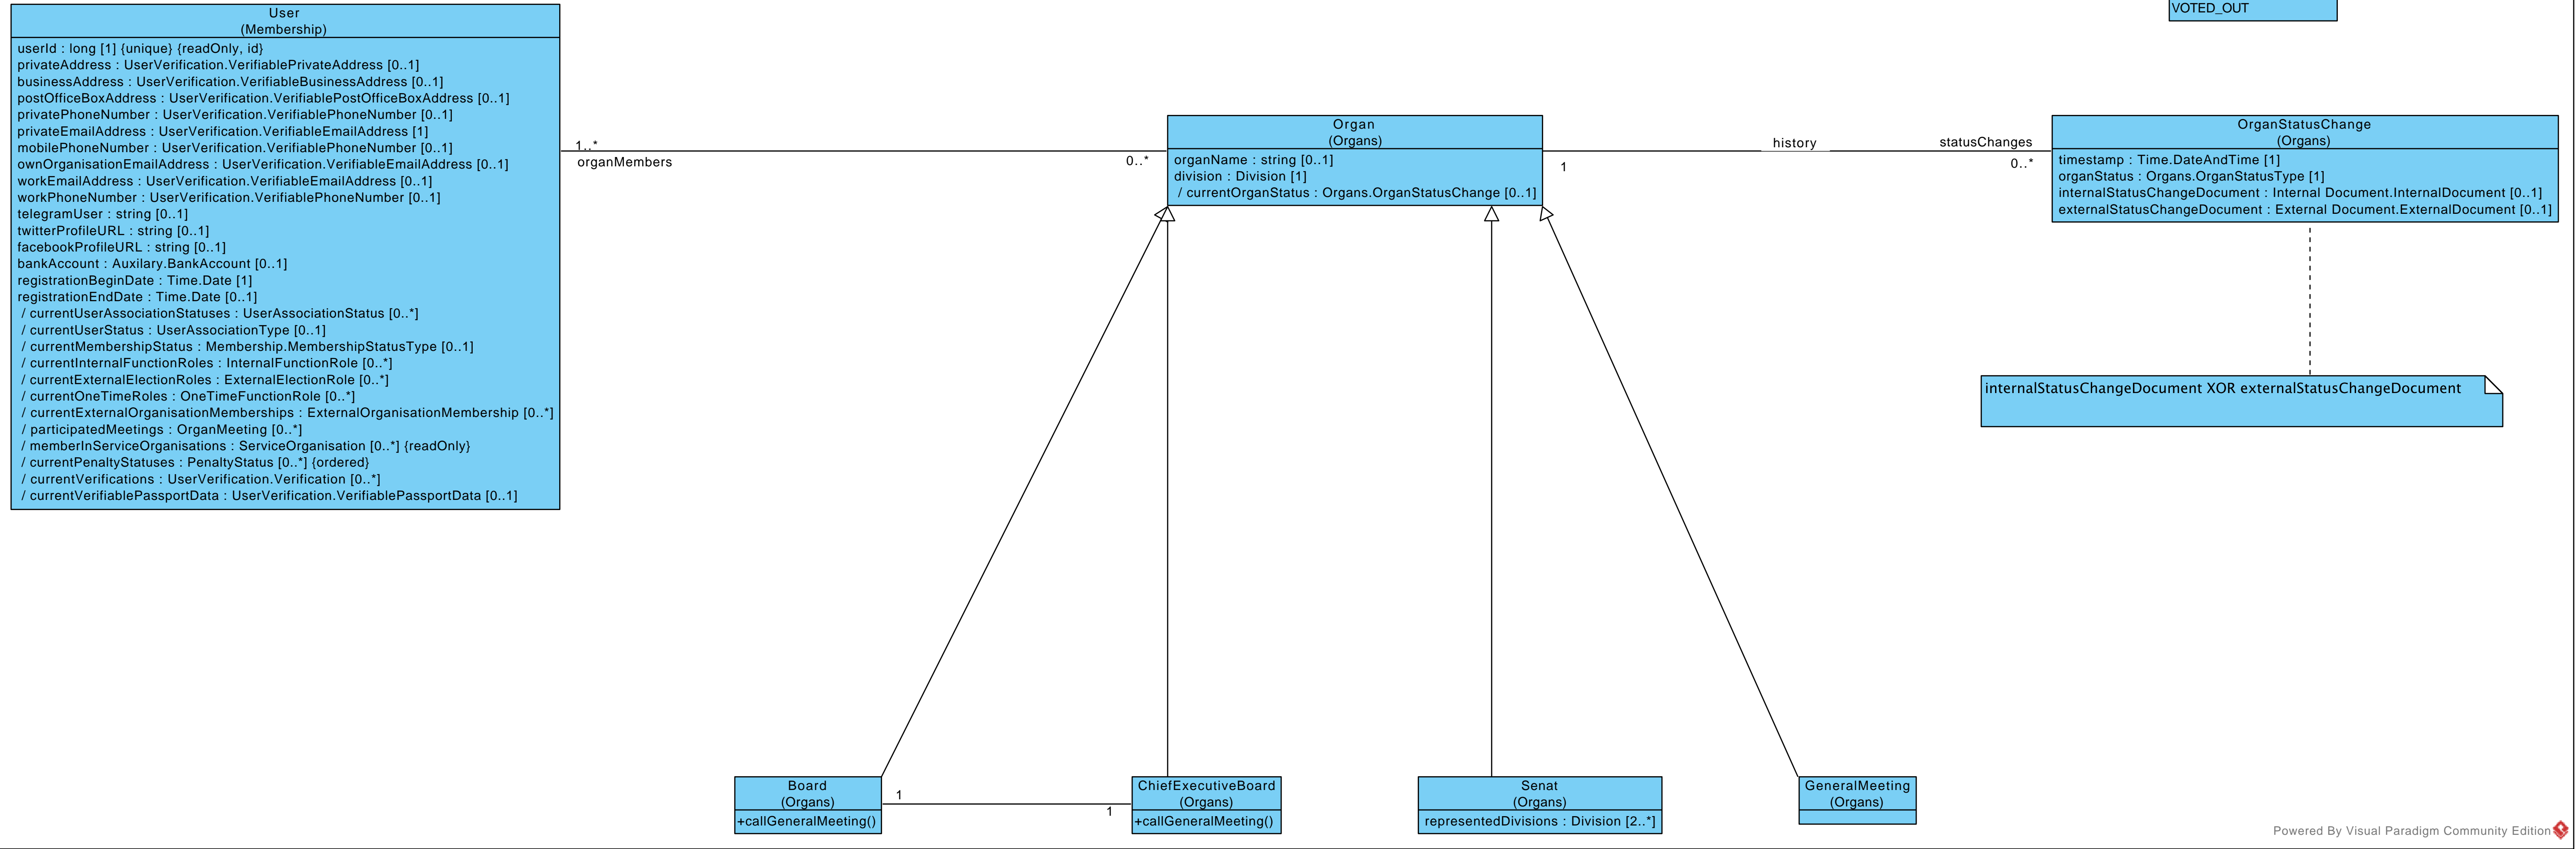 VOTED_OUT
User
(Membership)
userId : long [1] {unique} {readOnly, id}
privateAddress : UserVerification.VerifiablePrivateAddress [0..1]
businessAddress : UserVerification.VerifiableBusinessAddress [0..1]
postOfficeBoxAddress : UserVerification.VerifiablePostOfficeBoxAddress [0..1]
privatePhoneNumber : UserVerification.VerifiablePhoneNumber [0..1]
privateEmailAddress : UserVerification.VerifiableEmailAddress [1]
mobilePhoneNumber : UserVerification.VerifiablePhoneNumber [0..1]
ownOrganisationEmailAddress : UserVerification.VerifiableEmailAddress [0..1]
workEmailAddress : UserVerification.VerifiableEmailAddress [0..1]
workPhoneNumber : UserVerification.VerifiablePhoneNumber [0..1]
telegramUser : string [0..1]
twitterProfileURL : string [0..1]
facebookProfileURL : string [0..1]
bankAccount : Auxilary.BankAccount [0..1]
registrationBeginDate : Time.Date [1]
registrationEndDate : Time.Date [0..1]
/ currentUserAssociationStatuses : UserAssociationStatus [0..*]
/ currentUserStatus : UserAssociationType [0..1]
/ currentMembershipStatus : Membership.MembershipStatusType [0..1]
/ currentInternalFunctionRoles : InternalFunctionRole [0..*]
/ currentExternalElectionRoles : ExternalElectionRole [0..*]
/ currentOneTimeRoles : OneTimeFunctionRole [0..*]
/ currentExternalOrganisationMemberships : ExternalOrganisationMembership [0..*]
/ participatedMeetings : OrganMeeting [0..*]
/ memberInServiceOrganisations : ServiceOrganisation [0..*] {readOnly}
/ currentPenaltyStatuses : PenaltyStatus [0..*] {ordered}
/ currentVerifications : UserVerification.Verification [0..*]
/ currentVerifiablePassportData : UserVerification.VerifiablePassportData [0..1]
1..*
organMembers
0..*
Organ
(Organs)
organName : string [0..1]
division : Division [1]
/ currentOrganStatus : Organs.OrganStatusChange [0..1]
1
history
statusChanges
0..*
OrganStatusChange
(Organs)
timestamp : Time.DateAndTime [1]
organStatus : Organs.OrganStatusType [1]
internalStatusChangeDocument : Internal Document.InternalDocument [0..1]
externalStatusChangeDocument : External Document.ExternalDocument [0..1]
internalStatusChangeDocument XOR externalStatusChangeDocument
Board
(Organs)
+callGeneralMeeting()
1
1
ChiefExecutiveBoard
(Organs)
+callGeneralMeeting()
Senat
(Organs)
representedDivisions : Division [2..*]
GeneralMeeting
(Organs)
Powered By Visual Paradigm Community Edition